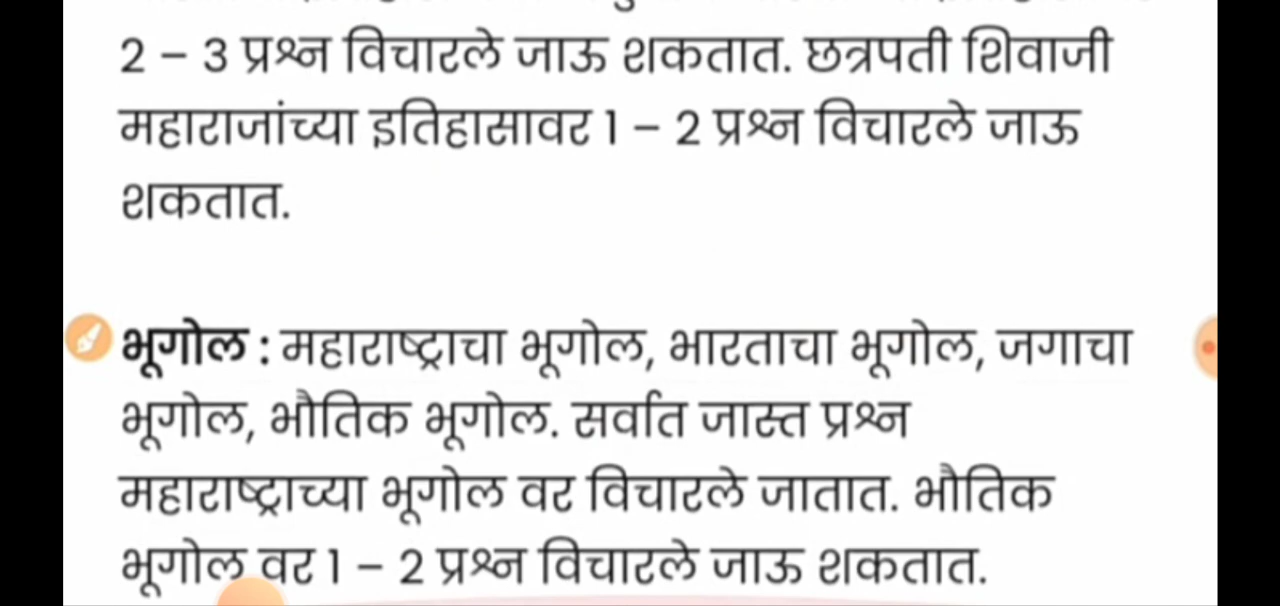 2 – 3 प्रश्न विचारले जाऊ शकतात. छत्रपती शिवाजी
महाराजांच्या इतिहासावर 1 – 2 प्रश्न विचारले जाऊ
शकतात.
भूगोल : महाराष्ट्राचा भूगोल, भारताचा भूगोल, जगाचा
भूगोल, भौतिक भूगोल. सर्वात जास्त प्रश्न
महाराष्ट्राच्या भूगोल वर विचारले जातात. भौतिक
भूगोल वर 1 – 2 प्रश्न विचारले जाऊ शकतात.